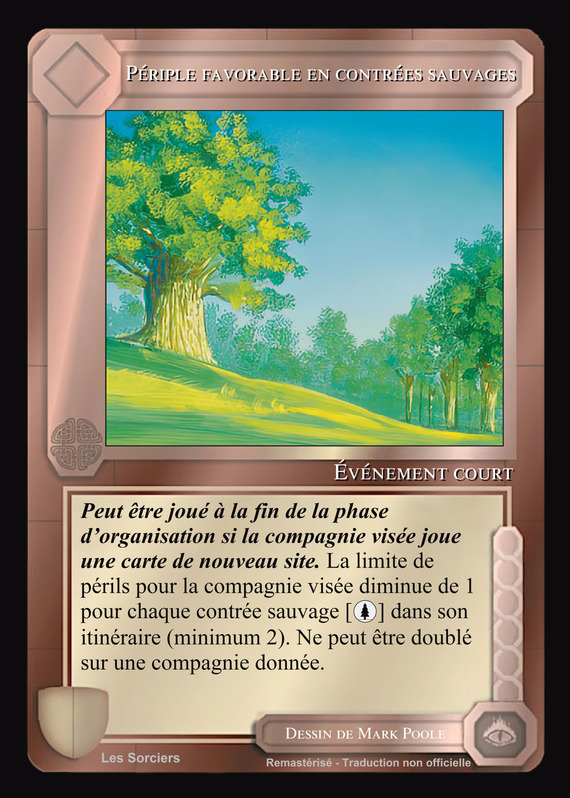 Périple favorable en contrées sauvages
Événement court
Peut être joué à la fin de la phase
d’organisation si la compagnie visée joue
une carte de nouveau site. La limite de
périls pour la compagnie visée diminue de 1
pour chaque contrée sauvage [] dans son
itinéraire (minimum 2). Ne peut être doublé
sur une compagnie donnée.
Dessin de Mark Poole
Les Sorciers
Remastérisé - Traduction non officielle